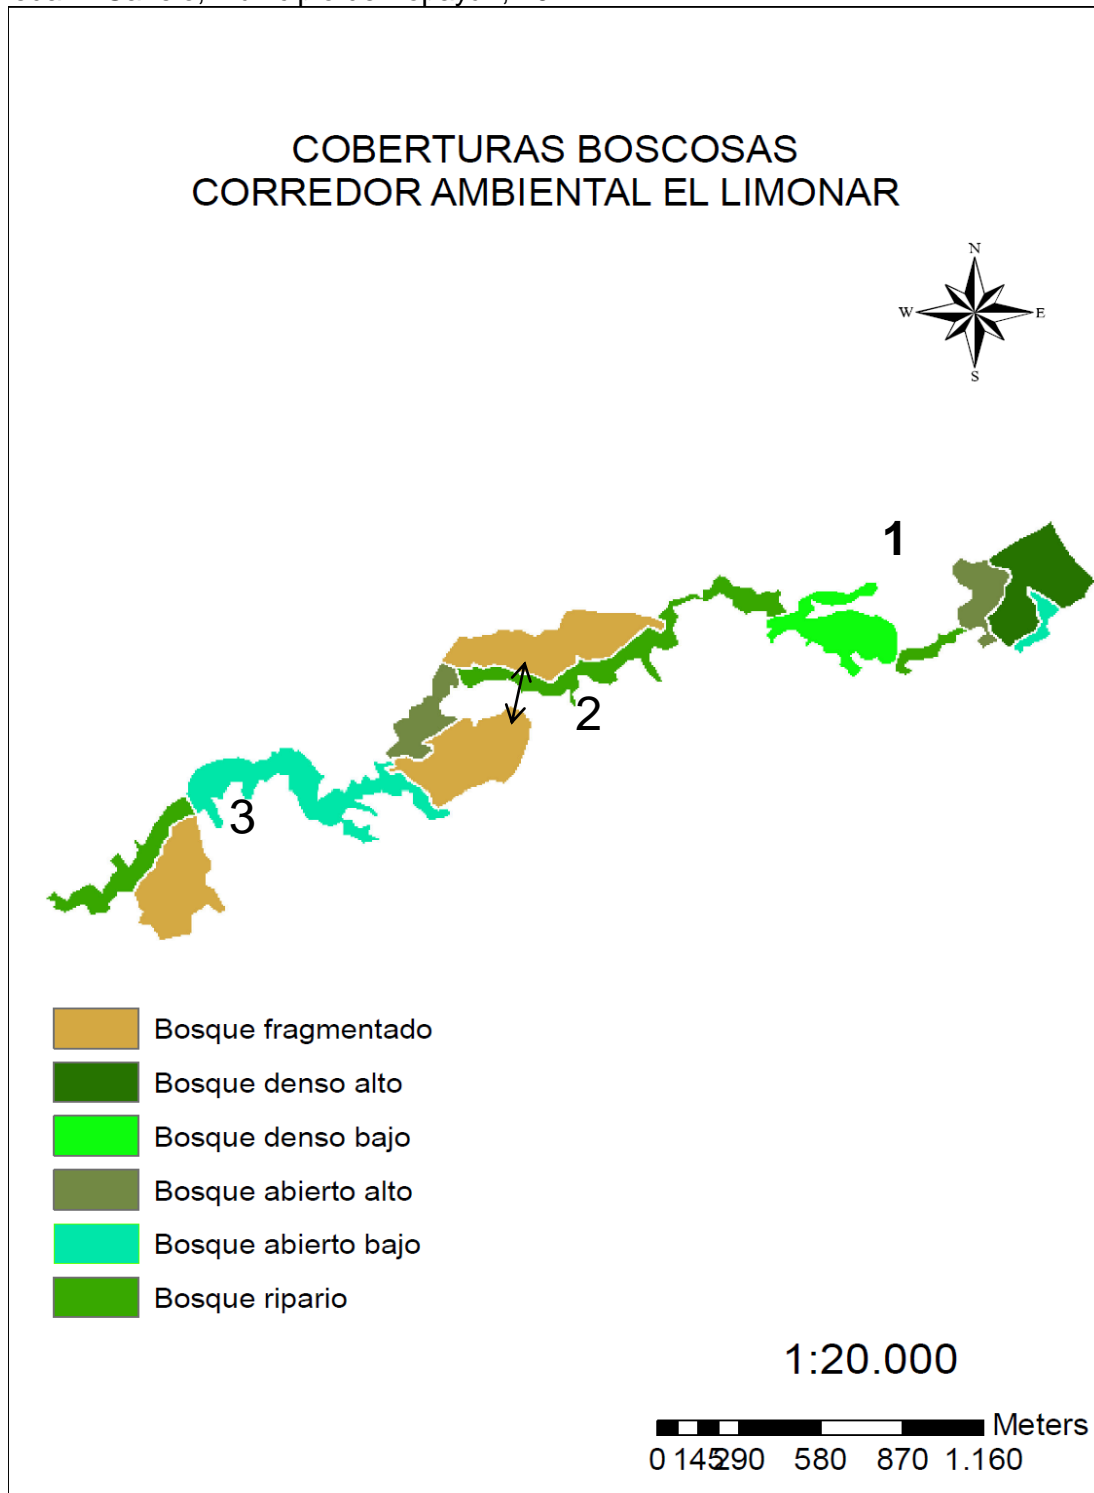 COBERTURAS BOSCOSAS
CORREDOR AMBIENTAL EL LIMONAR
N
W E
S
1
2
3
Bosque fragmentado
Bosque denso alto
Bosque denso bajo
Bosque abierto alto
Bosque abierto bajo
Bosque ripario
1:20.000
Meters
0 145 290 580 870 1.160